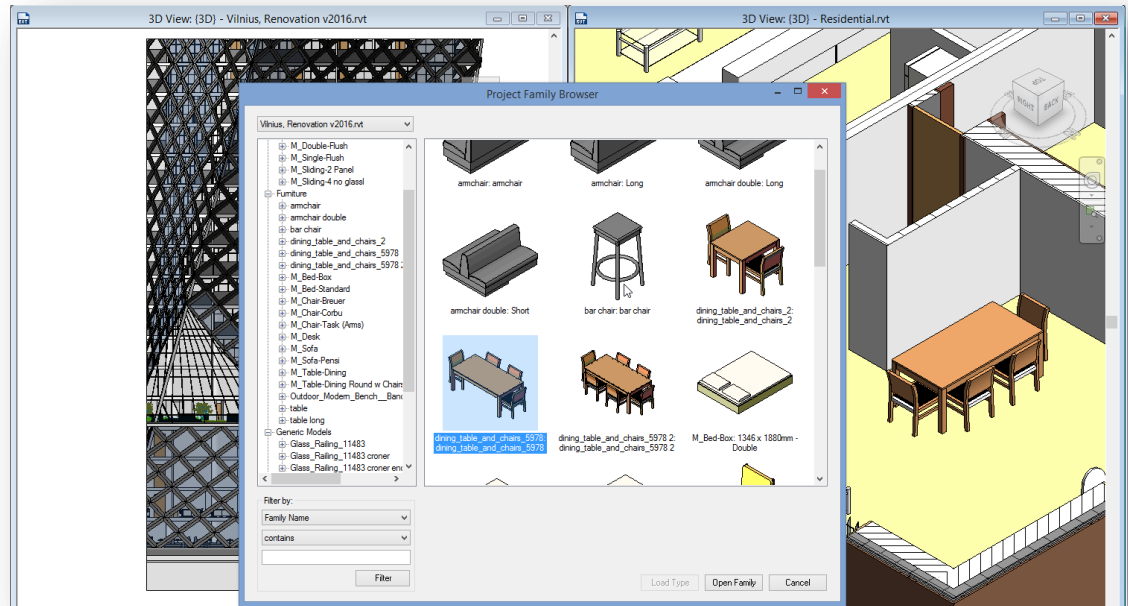 3D View: {3D} - Vilnius, Renovation v2016.rvt
3D View: {3D} - Residential.rvt
Project Family Browser
Vilnius, Renovation v2016.rvt
M_Double-Flush
M_Single-Flush
M_Sliding-2 Panel
M_Sliding-4 no glassl
Furniture
armchair
armchair double
bar chair
dining_table_and_chairs_2
dining_table_and_chairs_5978
dining_table_and_chairs_5978 2
M_Bed-Box
M_Bed-Standard
M_Chair-Breuer
M_Chair-Corbu
M_Chair-Task (Arms)
M_Desk
M_Sofa
M_Sofa-Pensi
M_Table-Dining
M_Table-Dining Round w Chairs
Outdoor_Modern_Bench__Banc
table
table long
Generic Models
Glass_Railing_11483
Glass_Railing_11483 croner
Glass_Railing_11483 croner enc
armchair: armchair
armchair: Long
armchair double: Long
armchair double: Short
bar chair: bar chair
dining_table_and_chairs_2:
dining_table_and_chairs_2
dining_table_and_chairs_5978:
dining_table_and_chairs_5978
dining_table_and_chairs_5978 2:
dining_table_and_chairs_5978 2
M_Bed-Box: 1346 x 1880mm -
Double
Filter by:
Family Name
contains
Filter
Load Type
Open Family
Cancel
TOP
RIGHT
BACK